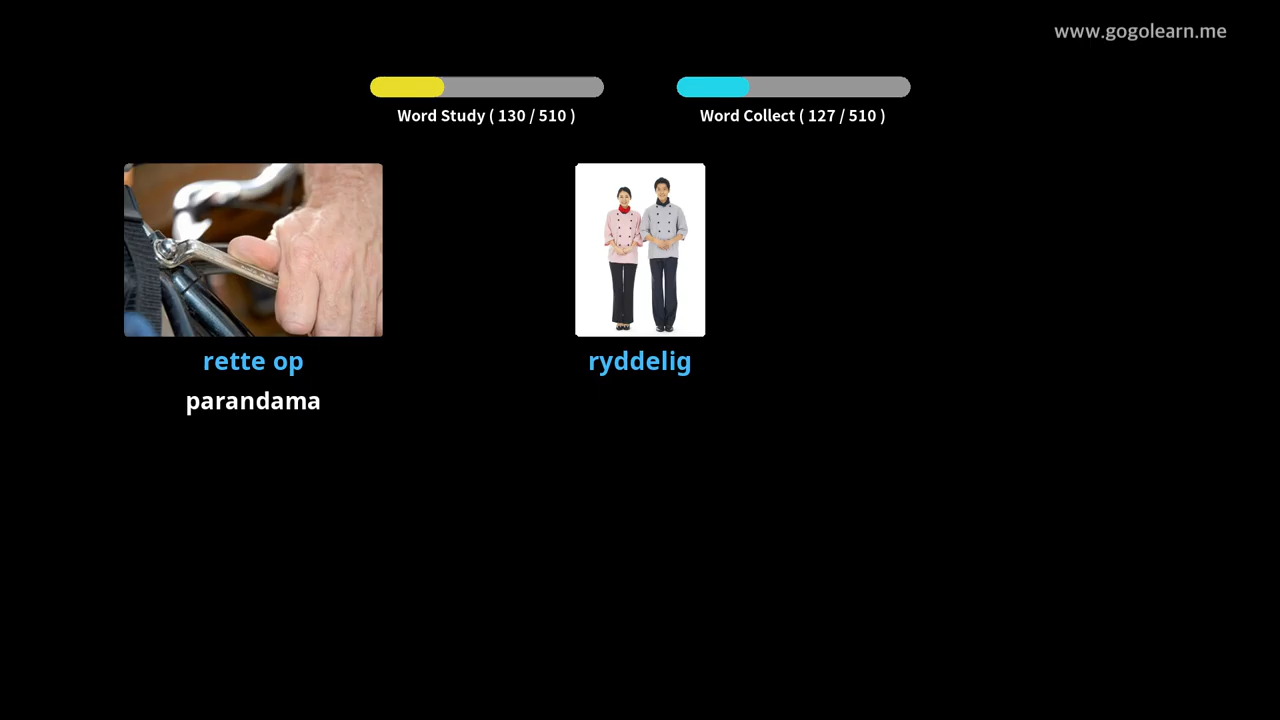 www.gogolearn.me
Word Study ( 130 / 510 )
Word Collect ( 127 / 510 )
rette op
parandama
ryddelig